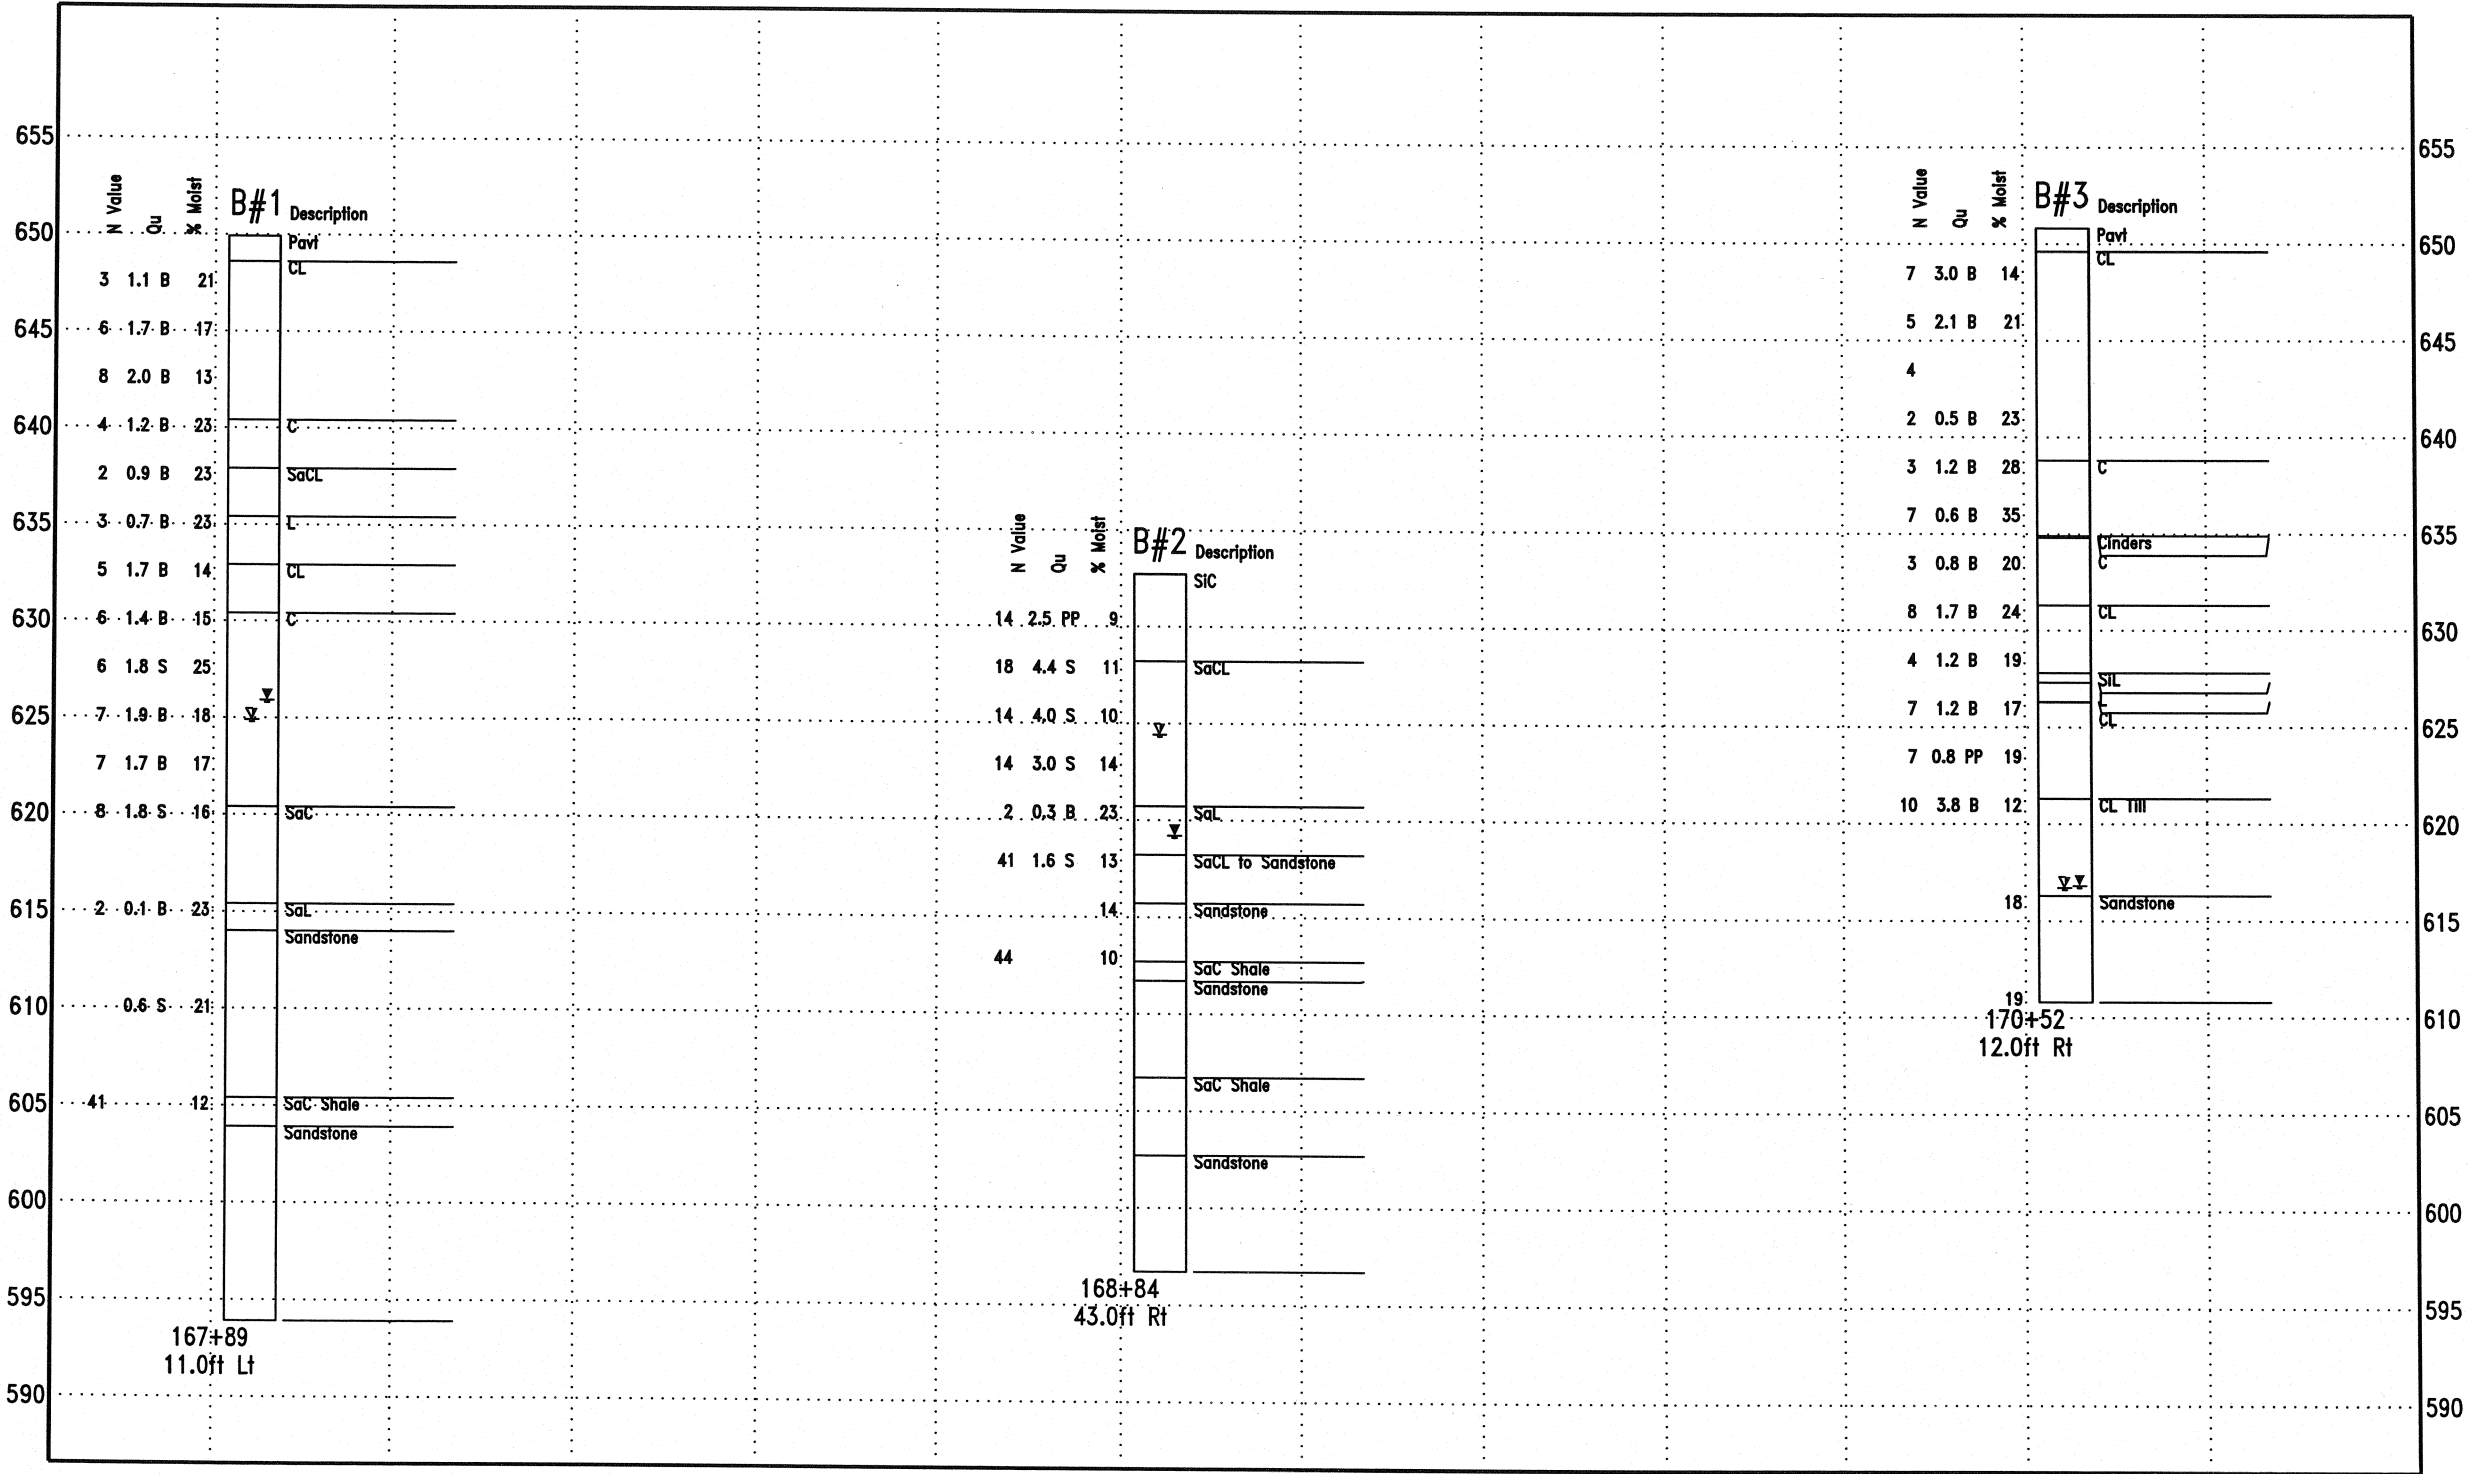 655
650
645
640
635
630
625
620
615
610
605
600
595
590
N Value Qu % Moist B#1 Description
Pavt
CL
3 1.1 B 21
6 1.7 B 17
8 2.0 B 13
4 1.2 B 23 C
2 0.9 B 23 SaCL
3 0.7 B 23 L
5 1.7 B 14 CL
6 1.4 B 15 C
6 1.8 S 25
7 1.9 B 18
7 1.7 B 17
8 1.8 S 16 SaC
2 0.1 B 23 SaL
Sandstone
0.6 S 21
41 12 SaC Shale
Sandstone
167+89
11.0ft Lt
N Value Qu % Moist B#2 Description
SiC
14 2.5 PP 9
18 4.4 S 11 SaCL
14 4.0 S 10
14 3.0 S 14
2 0.3 B 23 SaL
41 1.6 S 13 SaCL to Sandstone
14 Sandstone
44 10 SaC Shale
Sandstone
SaC Shale
Sandstone
168+84
43.0ft Rt
N Value Qu % Moist B#3 Description
Pavt
CL
7 3.0 B 14
5 2.1 B 21
4
2 0.5 B 23
3 1.2 B 28 C
7 0.6 B 35
Cinders
3 0.8 B 20 C
8 1.7 B 24 CL
4 1.2 B 19
SiL
7 1.2 B 17 L
CL
7 0.8 PP 19
10 3.8 B 12 CL Till
18 Sandstone
19
170+52
12.0ft Rt
655
650
645
640
635
630
625
620
615
610
605
600
595
590